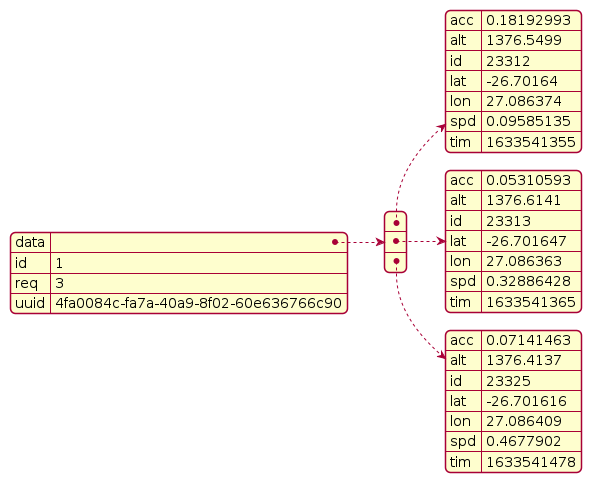 acc 0.18192993
alt 1376.5499
id 23312
lat -26.70164
lon 27.086374
spd 0.09585135
tim 1633541355
acc 0.05310593
alt 1376.6141
id 23313
lat -26.701647
lon 27.086363
spd 0.32886428
tim 1633541365
data
id 1
req 3
uuid 4fa0084c-fa7a-40a9-8f02-60e636766c90
acc 0.07141463
alt 1376.4137
id 23325
lat -26.701616
lon 27.086409
spd 0.4677902
tim 1633541478